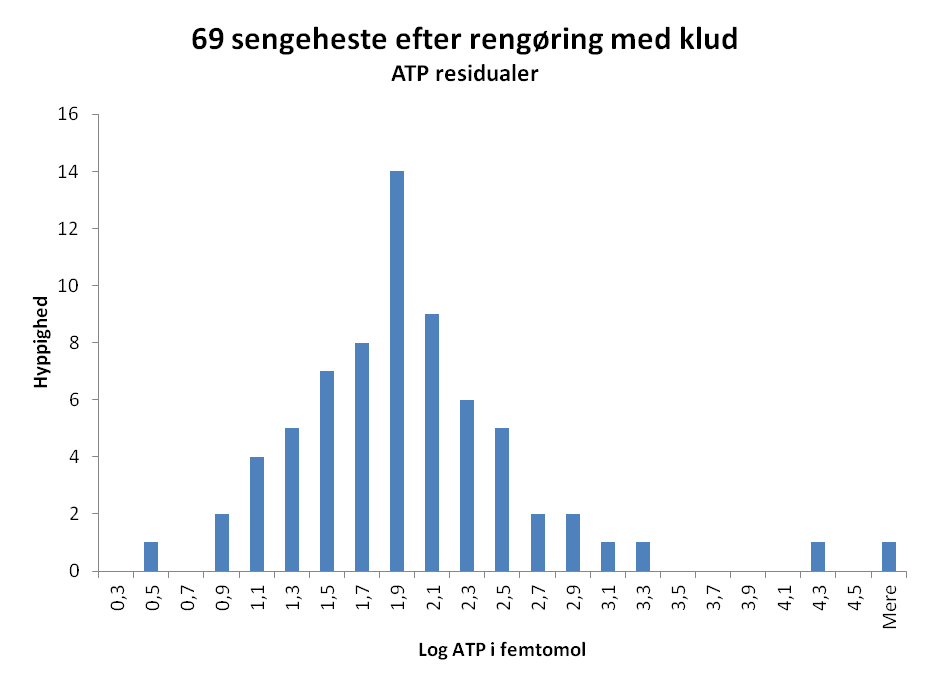 69 sengeheste efter rengøring med klud
ATP residualer
16
14
12
10
8
6
4
2
0
Hyppighed
0,3 0,5 0,7 0,9 1,1 1,3 1,5 1,7 1,9 2,1 2,3 2,5 2,7 2,9 3,1 3,3 3,5 3,7 3,9 4,1 4,3 4,5 Mere
Log ATP i femtomol